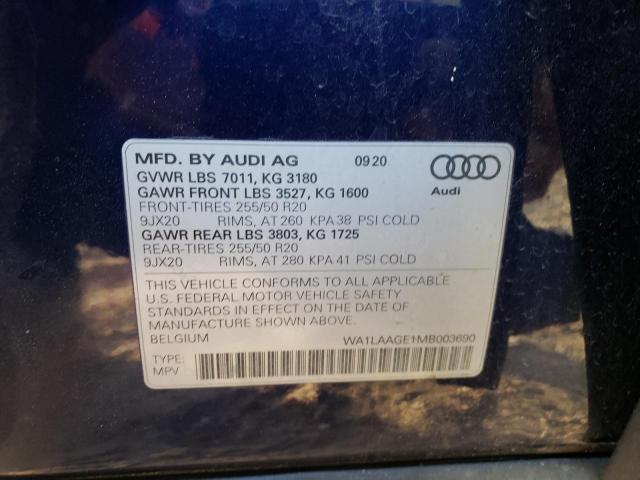 MFD. BY AUDI AG 09 20
GVWR LBS 7011, KG 3180
GAWR FRONT LBS 3527, KG 1600
FRONT-TIRES 255/50 R20
9JX20 RIMS, AT 260 KPA 38 PSI COLD
GAWR REAR LBS 3803, KG 1725
REAR-TIRES 255/50 R20
9JX20 RIMS, AT 280 KPA 41 PSI COLD
Audi
THIS VEHICLE CONFORMS TO ALL APPLICABLE
U.S. FEDERAL MOTOR VEHICLE SAFETY
STANDARDS IN EFFECT ON THE DATE OF
MANUFACTURE SHOWN ABOVE.
BELGIUM WA1LAAGE1MB003690
TYPE:
MPV